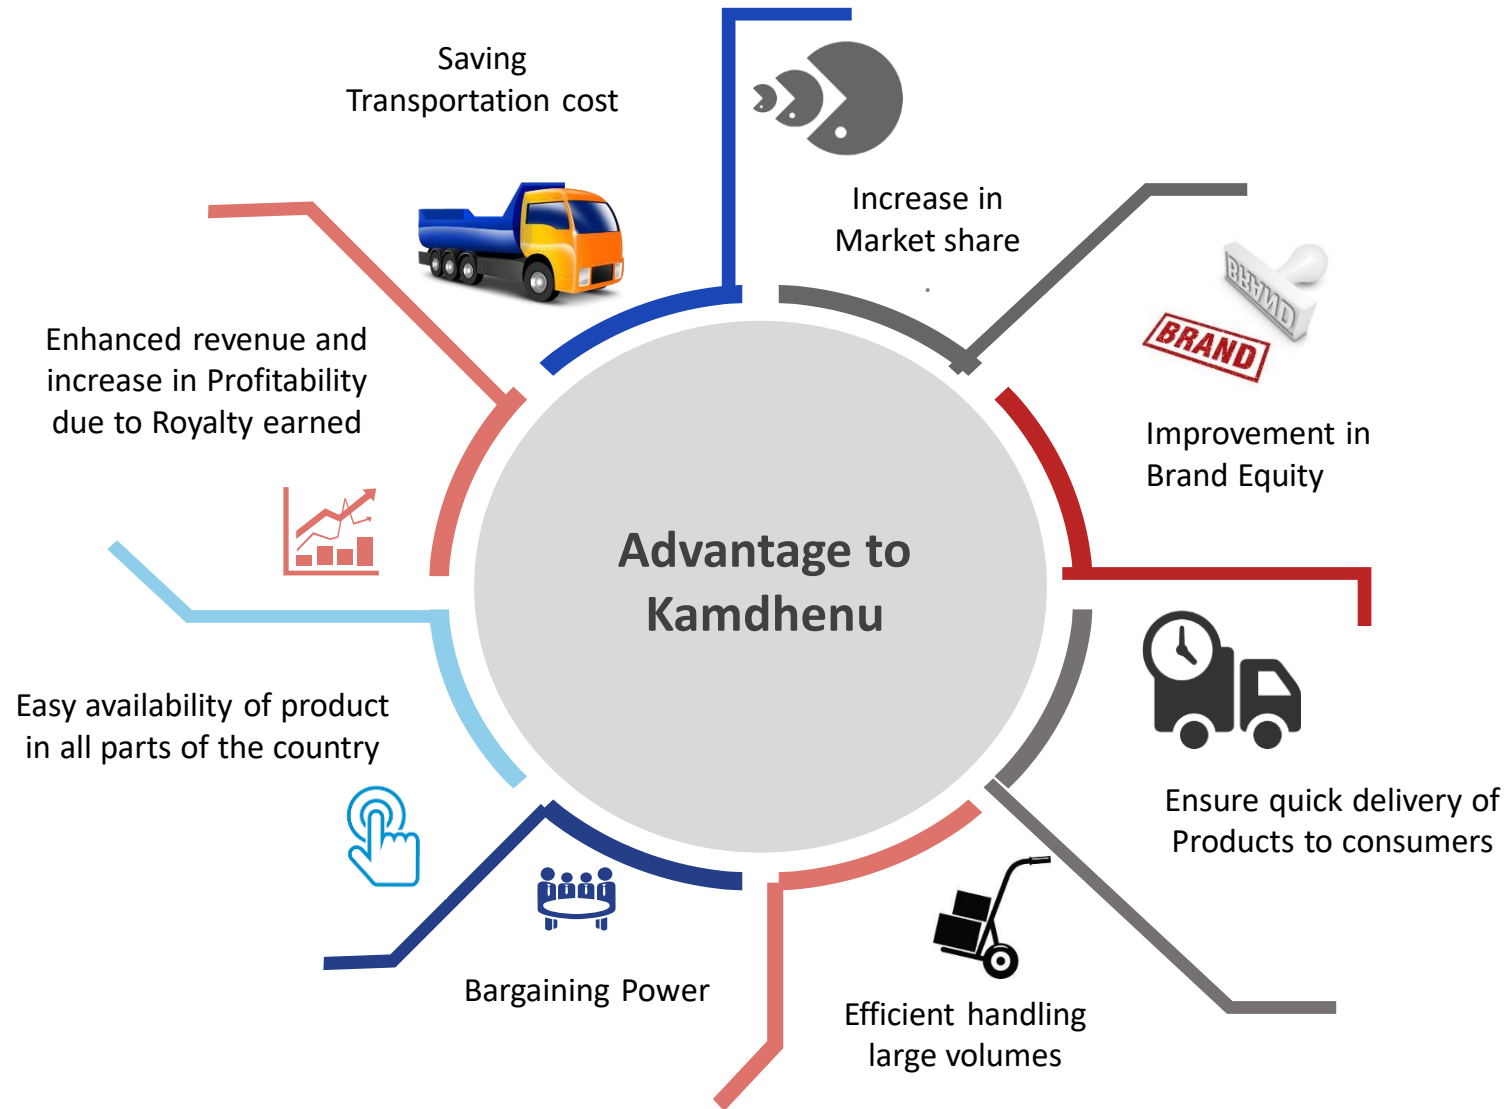 Saving
Transportation cost
Increase in
Market share
.
BRAND
BRAND
Improvement in
Brand Equity
Enhanced revenue and
increase in Profitability
due to Royalty earned
Advantage to
Kamdhenu
Easy availability of product
in all parts of the country
Ensure quick delivery of
Products to consumers
Bargaining Power
Efficient handling
large volumes